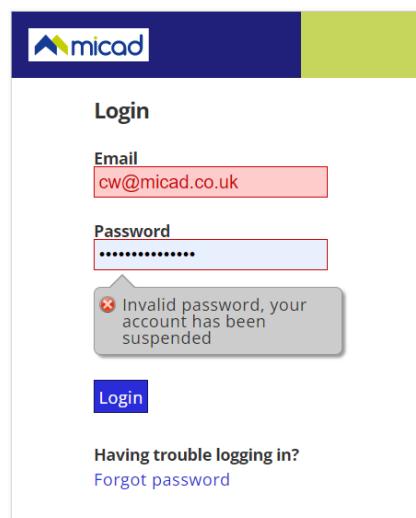 micad
Login
Email
cw@micad.co.uk
Password
•••••••••••••••
Invalid password, your
account has been
suspended
Login
Having trouble logging in?
Forgot password